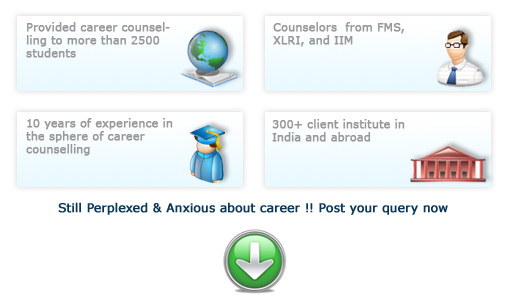 Provided career counsel-
ling to more than 2500
students
Counselors from FMS,
XLRI, and IIM
10 years of experience in
the sphere of career
counselling
300+ client institute in
India and abroad
Still Perplexed & Anxious about career !! Post your query now